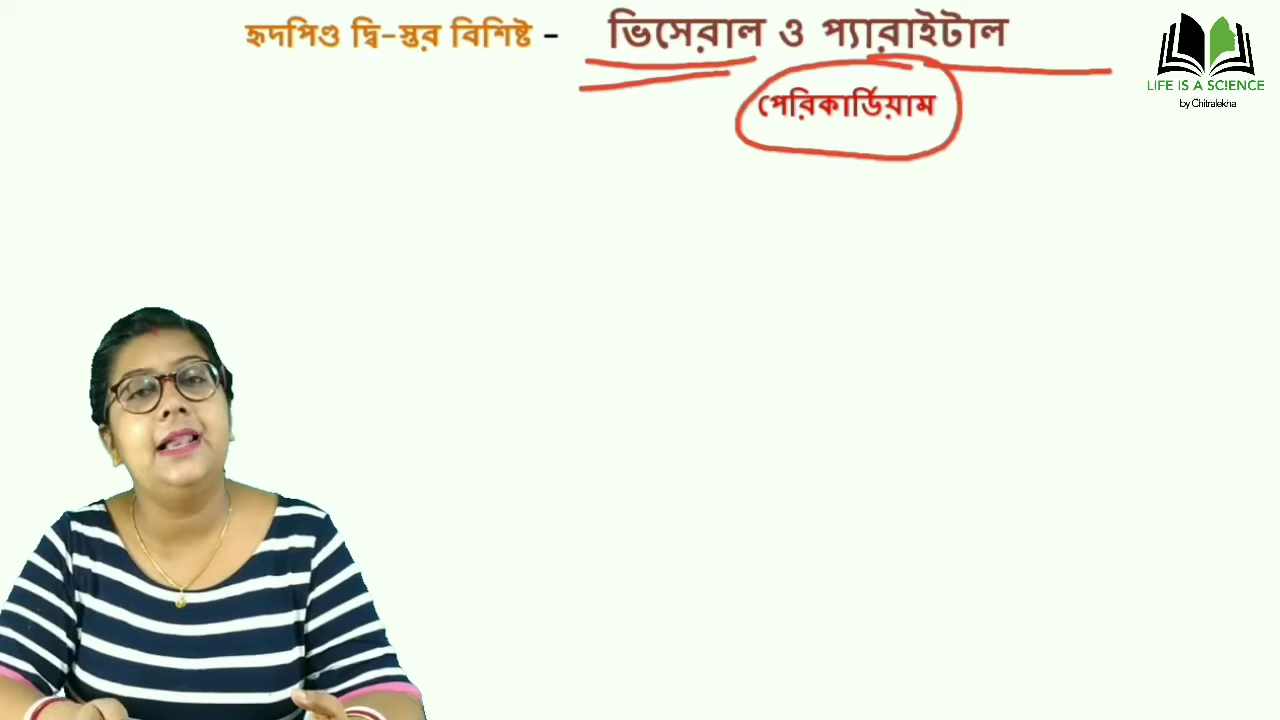 হৃদপিণ্ড দ্বি-স্তর বিশিষ্ট - ভিসেরাল ও প্যারাইটাল
পেরিকার্ডিয়াম
LIFE IS A SCIENCE
by Chitralekha